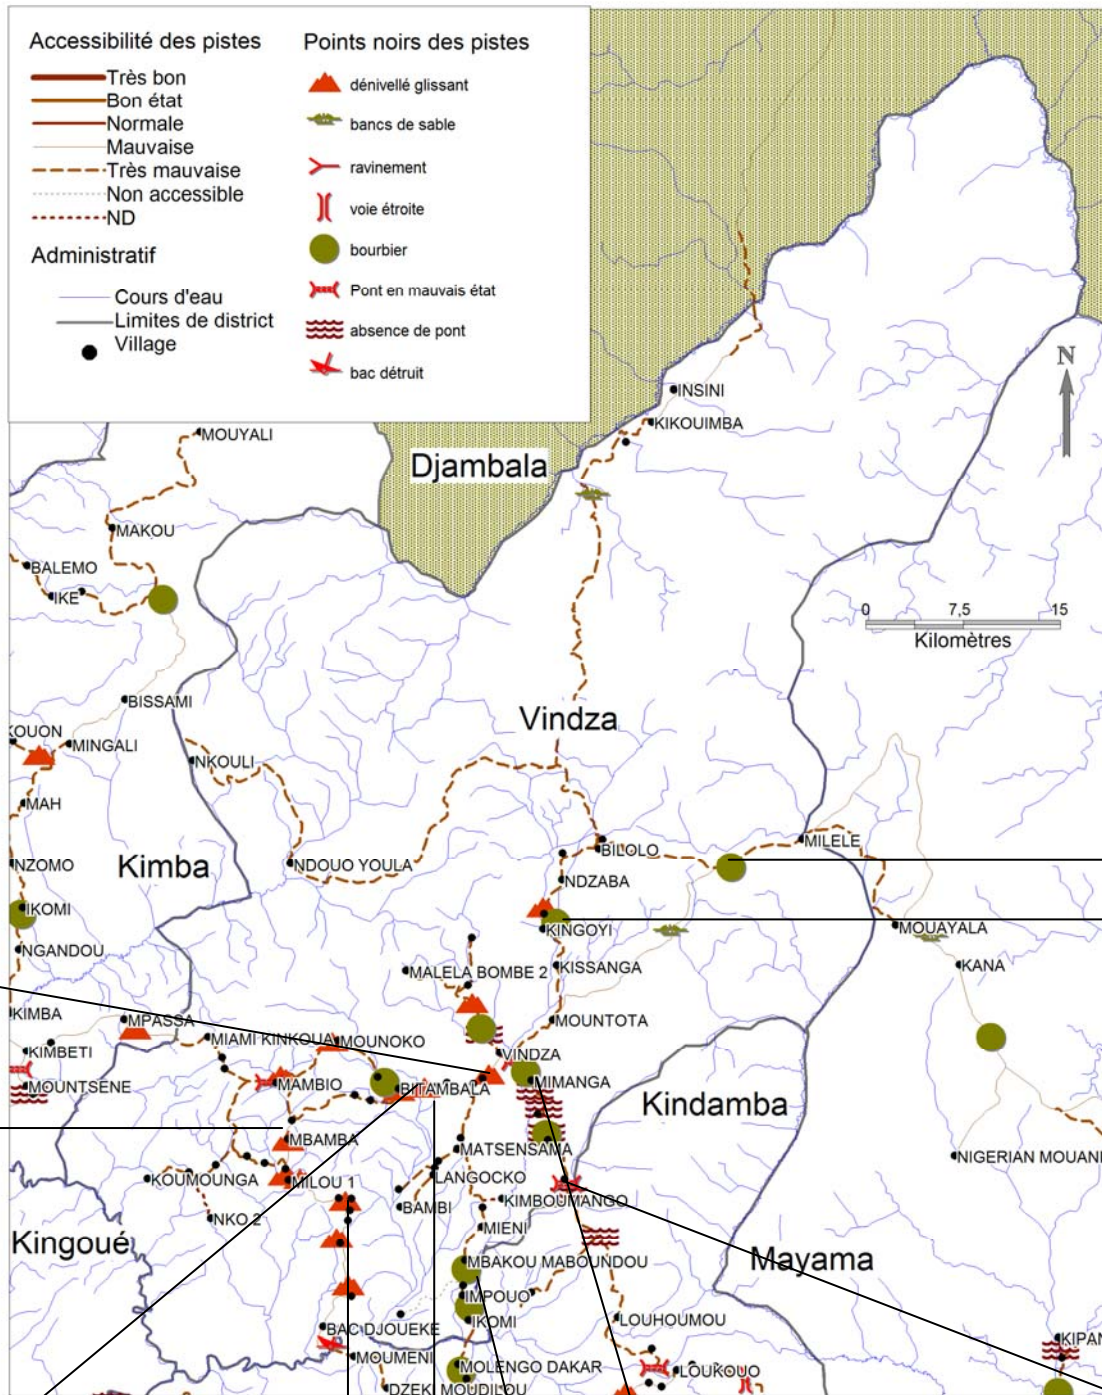 Accessibilité des pistes
Très bon
Bon état
Normale
Mauvaise
Très mauvaise
Non accessible
ND
Administratif
Cours d'eau
Limites de district
Village
Points noirs des pistes
dénivellé glissant
bancs de sable
ravinement
voie étroite
bourbier
Pont en mauvais état
absence de pont
bac détruit
N
INSINI
KIKOUIMBA
MOUYALI
Djambala
MAKOU
BALEMO
IKE
0 7,5 15
Kilomètres
BISSAMI
Vindza
KOUON
MINGALI
NKOULI
MAH
MILELE
BILOLO
NZOMO
Kimba
NDOUO YOULA
NDZABA
IKOMI
MOUAYALA
KINGOYI
NGANDOU
KISSANGA
KANA
MALELA BOMBE 2
KIMBA
MPASSA
MOUNTOTA
MIAMI KINKOUA
MOUNOKO
KIMBETI
VINDZA
MOUNTSENE
MAMBIO
BITAMBALA
MIMANGA
Kindamba
MBAMBA
MATSENSAMA
NIGERIAN MOUANI
KOUMOUNGA
MILOU 1
LANGOCKO
KIMBOUMANGO
BAMBI
NKO 2
MIENI
Kingoué
Mayama
MBAKOU MABOUNDOU
IMPOUO
LOUHOUMOU
IKOMI
BAC DJOUEKE
KIPAN
MOUMENI
MOLENGO DAKAR
LOUKOUO
DZEKI MOUDILOU